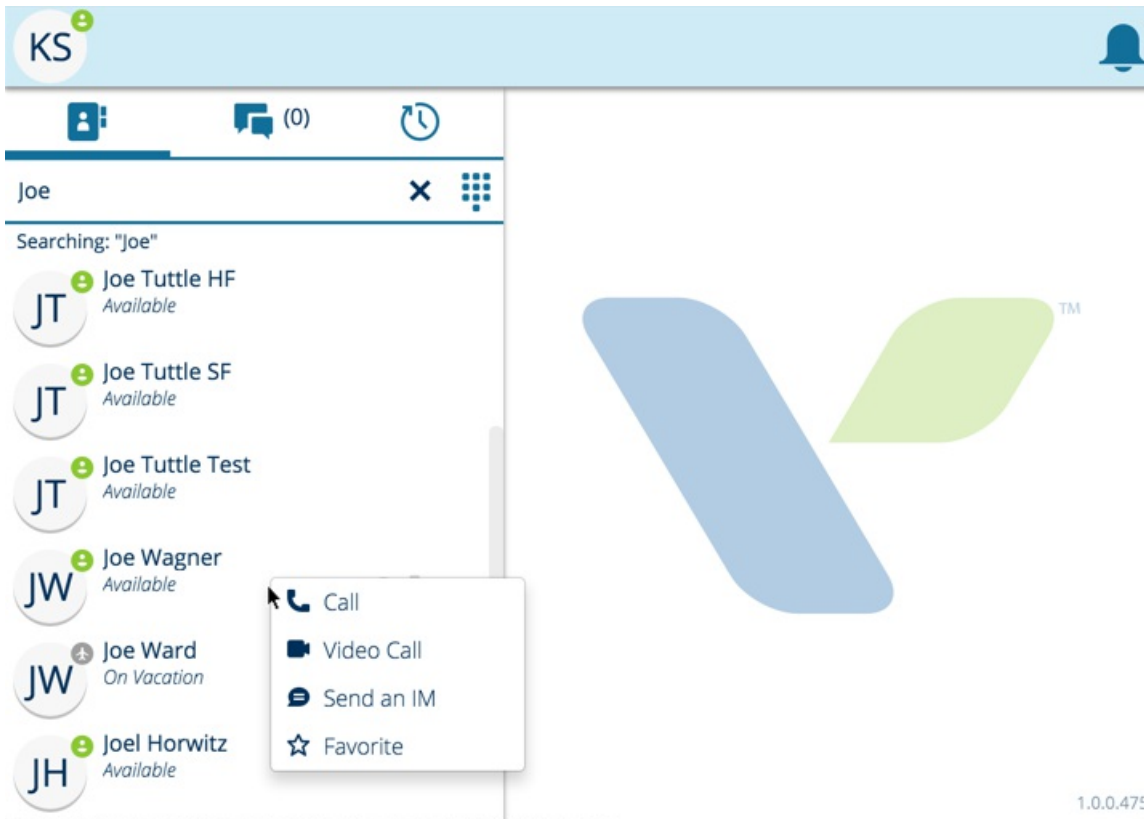 KS
(0)
Joe
Searching: "Joe"
JT
Joe Tuttle HF
Available
JT
Joe Tuttle SF
Available
JT
Joe Tuttle Test
Available
JW
Joe Wagner
Available
Call
Video Call
Send an IM
Favorite
JW
Joe Ward
On Vacation
JH
Joel Horwitz
Available
TM
1.0.0.475